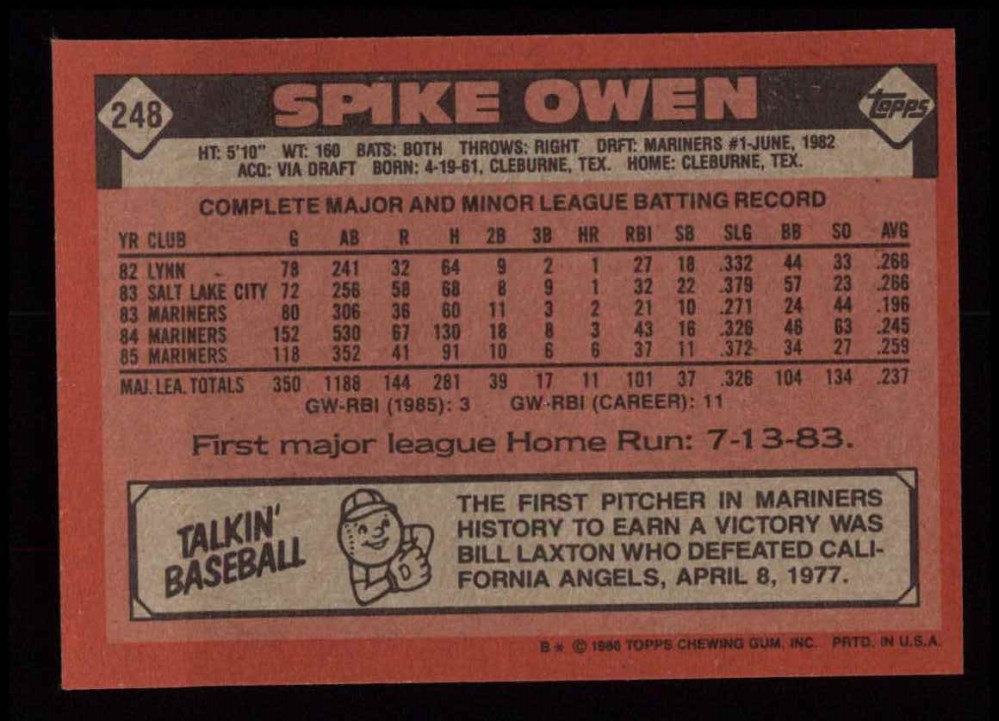 248
SPIKE OWEN
topps
HT: 5'10" WT: 160 BATS: BOTH THROWS: RIGHT DRFT: MARINERS #1-JUNE, 1982
ACQ: VIA DRAFT BORN: 4-19-61, CLEBURNE, TEX. HOME: CLEBURNE, TEX.
COMPLETE MAJOR AND MINOR LEAGUE BATTING RECORD
YR CLUB G AB R H 2B 3B HR RBI SB SLG BB SO AVG
82 LYNN 78 241 32 64 9 2 1 27 18 .332 44 33 .266
83 SALT LAKE CITY 72 256 58 68 8 9 1 32 22 .379 57 23 .266
83 MARINERS 80 306 36 60 11 3 2 21 10 .271 24 44 .196
84 MARINERS 152 530 67 130 18 8 3 43 16 .326 46 63 .245
85 MARINERS 118 352 41 91 10 6 6 37 11 .372 34 27 .259
MAJ. LEA. TOTALS 350 1188 144 281 39 17 11 101 37 .326 104 134 .237
GW-RBI (1985): 3 GW-RBI (CAREER): 11
First major league Home Run: 7-13-83.
TALKIN'
BASEBALL
THE FIRST PITCHER IN MARINERS
HISTORY TO EARN A VICTORY WAS
BILL LAXTON WHO DEFEATED CALI-
FORNIA ANGELS, APRIL 8, 1977.
B* © 1986 TOPPS CHEWING GUM, INC. PRTD. IN U.S.A.